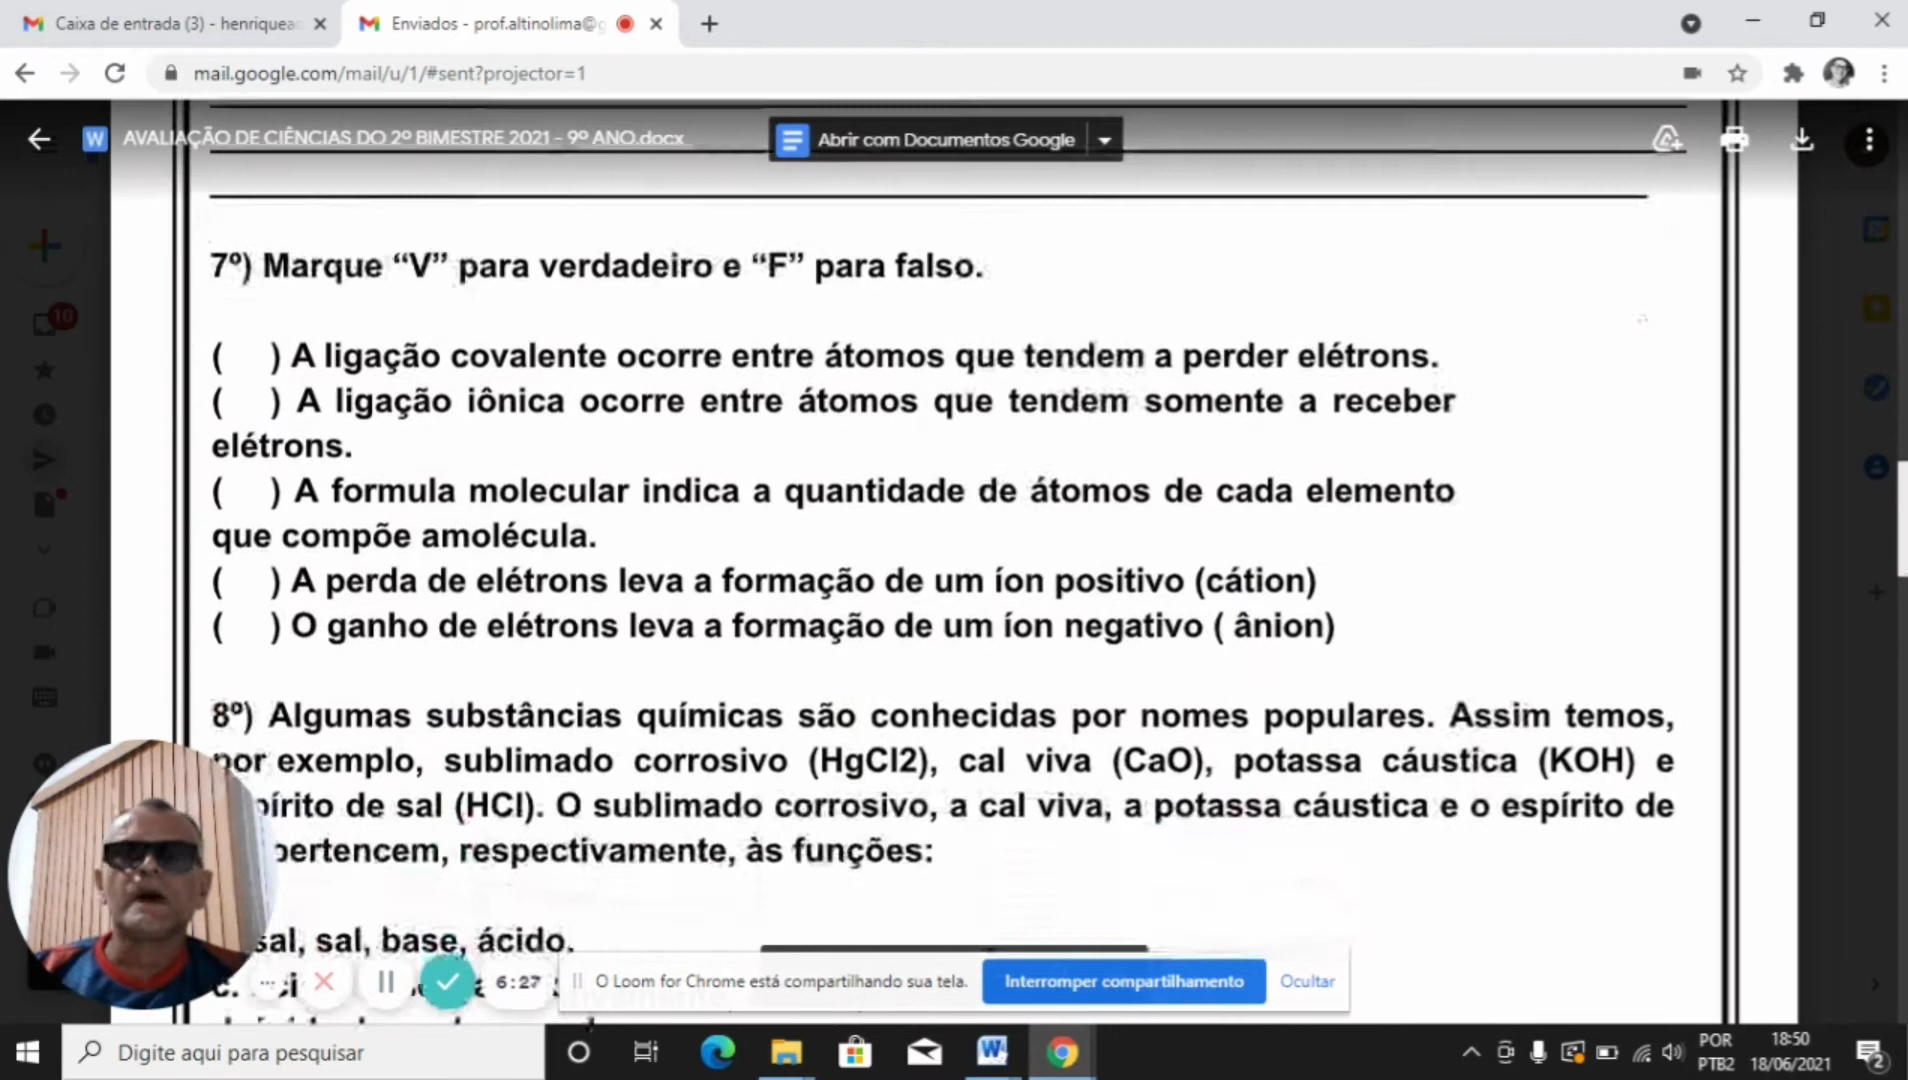 Caixa de entrada (3) - henriquea
Enviados - prof.altinolima@g
mail.google.com/mail/u/1/#sent?projector=1
AVALIAÇÃO DE CIÊNCIAS DO 2º BIMESTRE 2021 - 9º ANO.docx
Abrir com Documentos Google
10
7º) Marque “V” para verdadeiro e “F” para falso.
( ) A ligação covalente ocorre entre átomos que tendem a perder elétrons.
( ) A ligação iônica ocorre entre átomos que tendem somente a receber
elétrons.
( ) A formula molecular indica a quantidade de átomos de cada elemento
que compõe amolécula.
( ) A perda de elétrons leva a formação de um íon positivo (cátion)
( ) O ganho de elétrons leva a formação de um íon negativo ( ânion)
8º) Algumas substâncias químicas são conhecidas por nomes populares. Assim temos,
por exemplo, sublimado corrosivo (HgCl2), cal viva (CaO), potassa cáustica (KOH) e
pírito de sal (HCl). O sublimado corrosivo, a cal viva, a potassa cáustica e o espírito de
pertencem, respectivamente, às funções:
sal, sal, base, ácido.
6:27
O Loom for Chrome está compartilhando sua tela.
Interromper compartilhamento
Ocultar
Digite aqui para pesquisar
POR
PTB2
18:50
18/06/2021
2